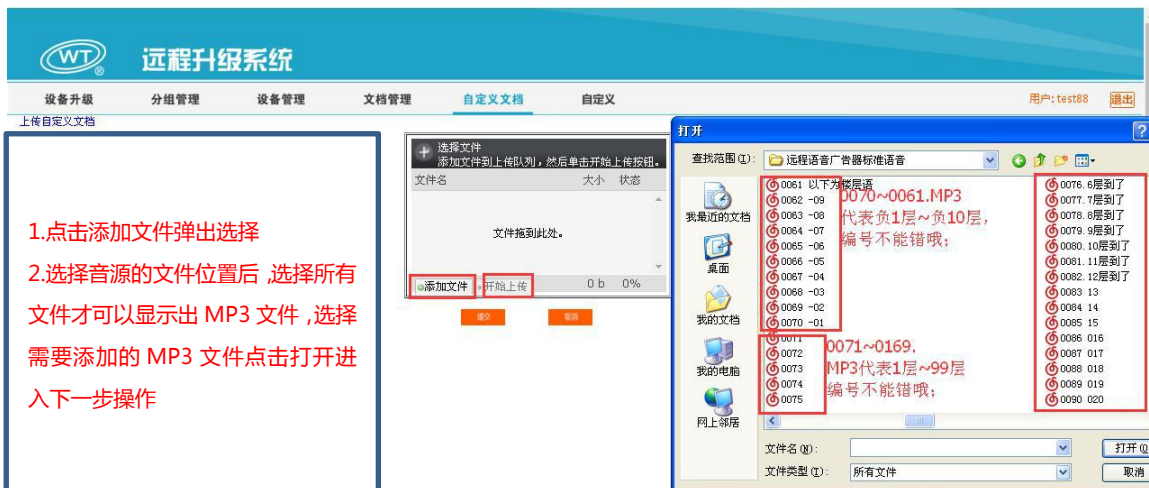 WT
®
远程升级系统
设备升级 分组管理 设备管理 文档管理 自定义文档 自定义 用户: test88 退出
上传自定义文档
1.点击添加文件弹出选择
2.选择音源的文件位置后 ,选择所有
文件才可以显示出 MP3 文件 ,选择
需要添加的 MP3 文件点击打开进
入下一步操作
选择文件
添加文件到上传队列，然后单击开始上传按钮。
文件名 大小 状态
文件拖到此处。
添加文件 开始上传 0 b 0%
提交 取消
打开 ?
查找范围(I): 远程语音广告器标准语音
我最近的文档
桌面
我的文档
我的电脑
网上邻居
0061 以下为楼层语
0062 -09
0063 -08
0064 -07
0065 -06
0066 -05
0067 -04
0068 -03
0069 -02
0070 -01
0071
0072
0073
0074
0075
0070~0061.MP3
代表负1层~负10层，
编号不能错哦;
0071~0169.
MP3代表1层~99层
编号不能错哦;
0076.6层到了
0077.7层到了
0078.8层到了
0079.9层到了
0080.10层到了
0081.11层到了
0082.12层到了
0083 13
0084 14
0085 15
0086 016
0087 017
0088 018
0089 019
0090 020
文件名(N): 打开(O
文件类型(T): 所有文件 取消